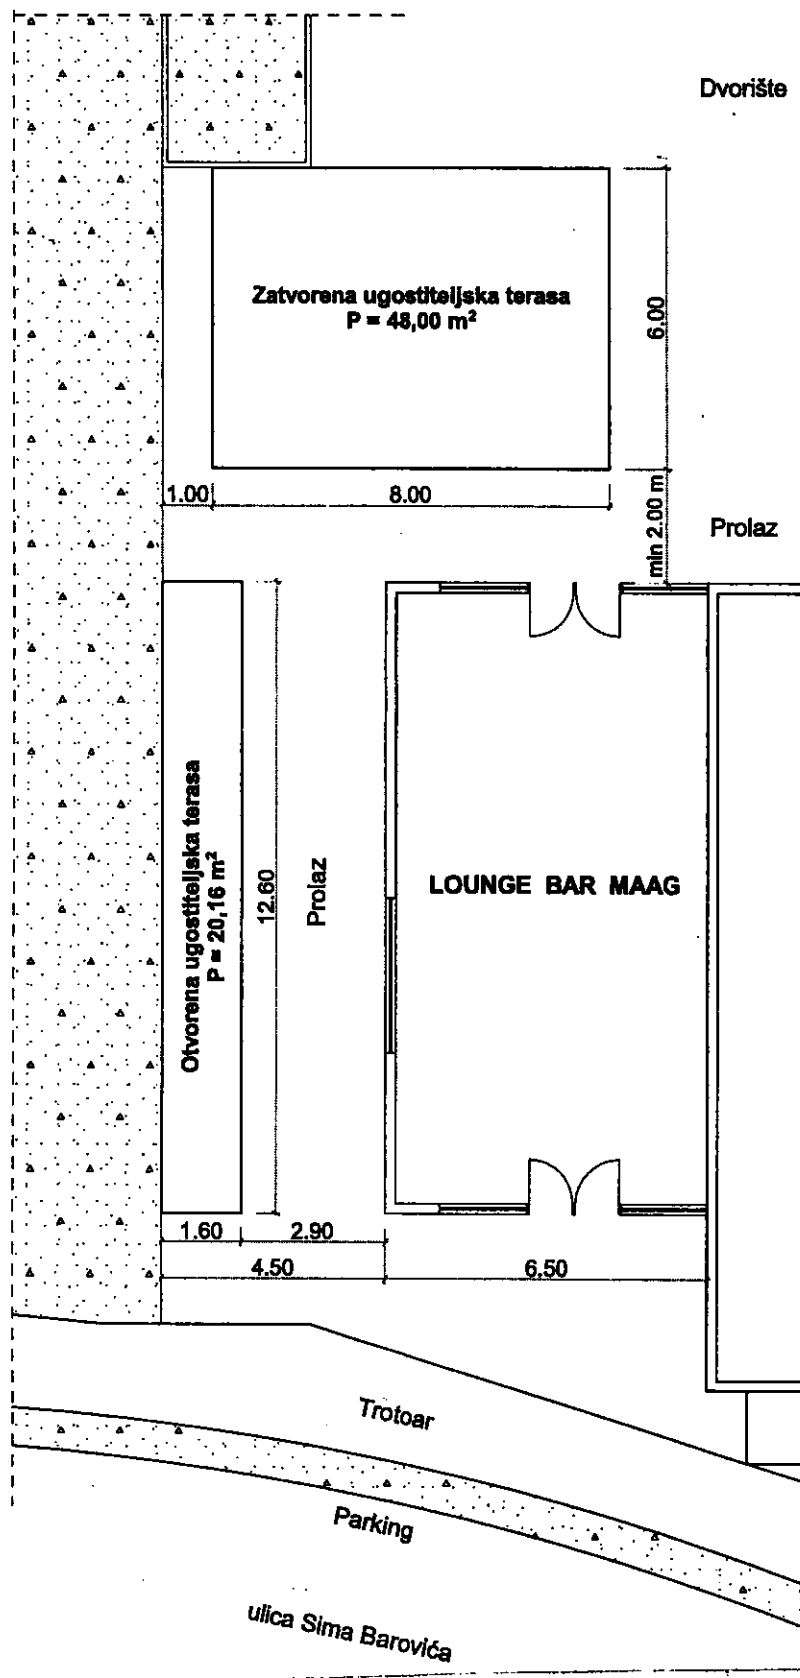 Dvorište
Zatvorena ugostiteljska terasa
P = 48,00 m²
6.00
1.00
8.00
min 2.00 m
Prolaz
Otvorena ugostiteljska terasa
P = 20,16 m²
12.60
Prolaz
LOUNGE BAR MAAG
1.60
2.90
4.50
6.50
Trotoar
Parking
ulica Sima Barovića